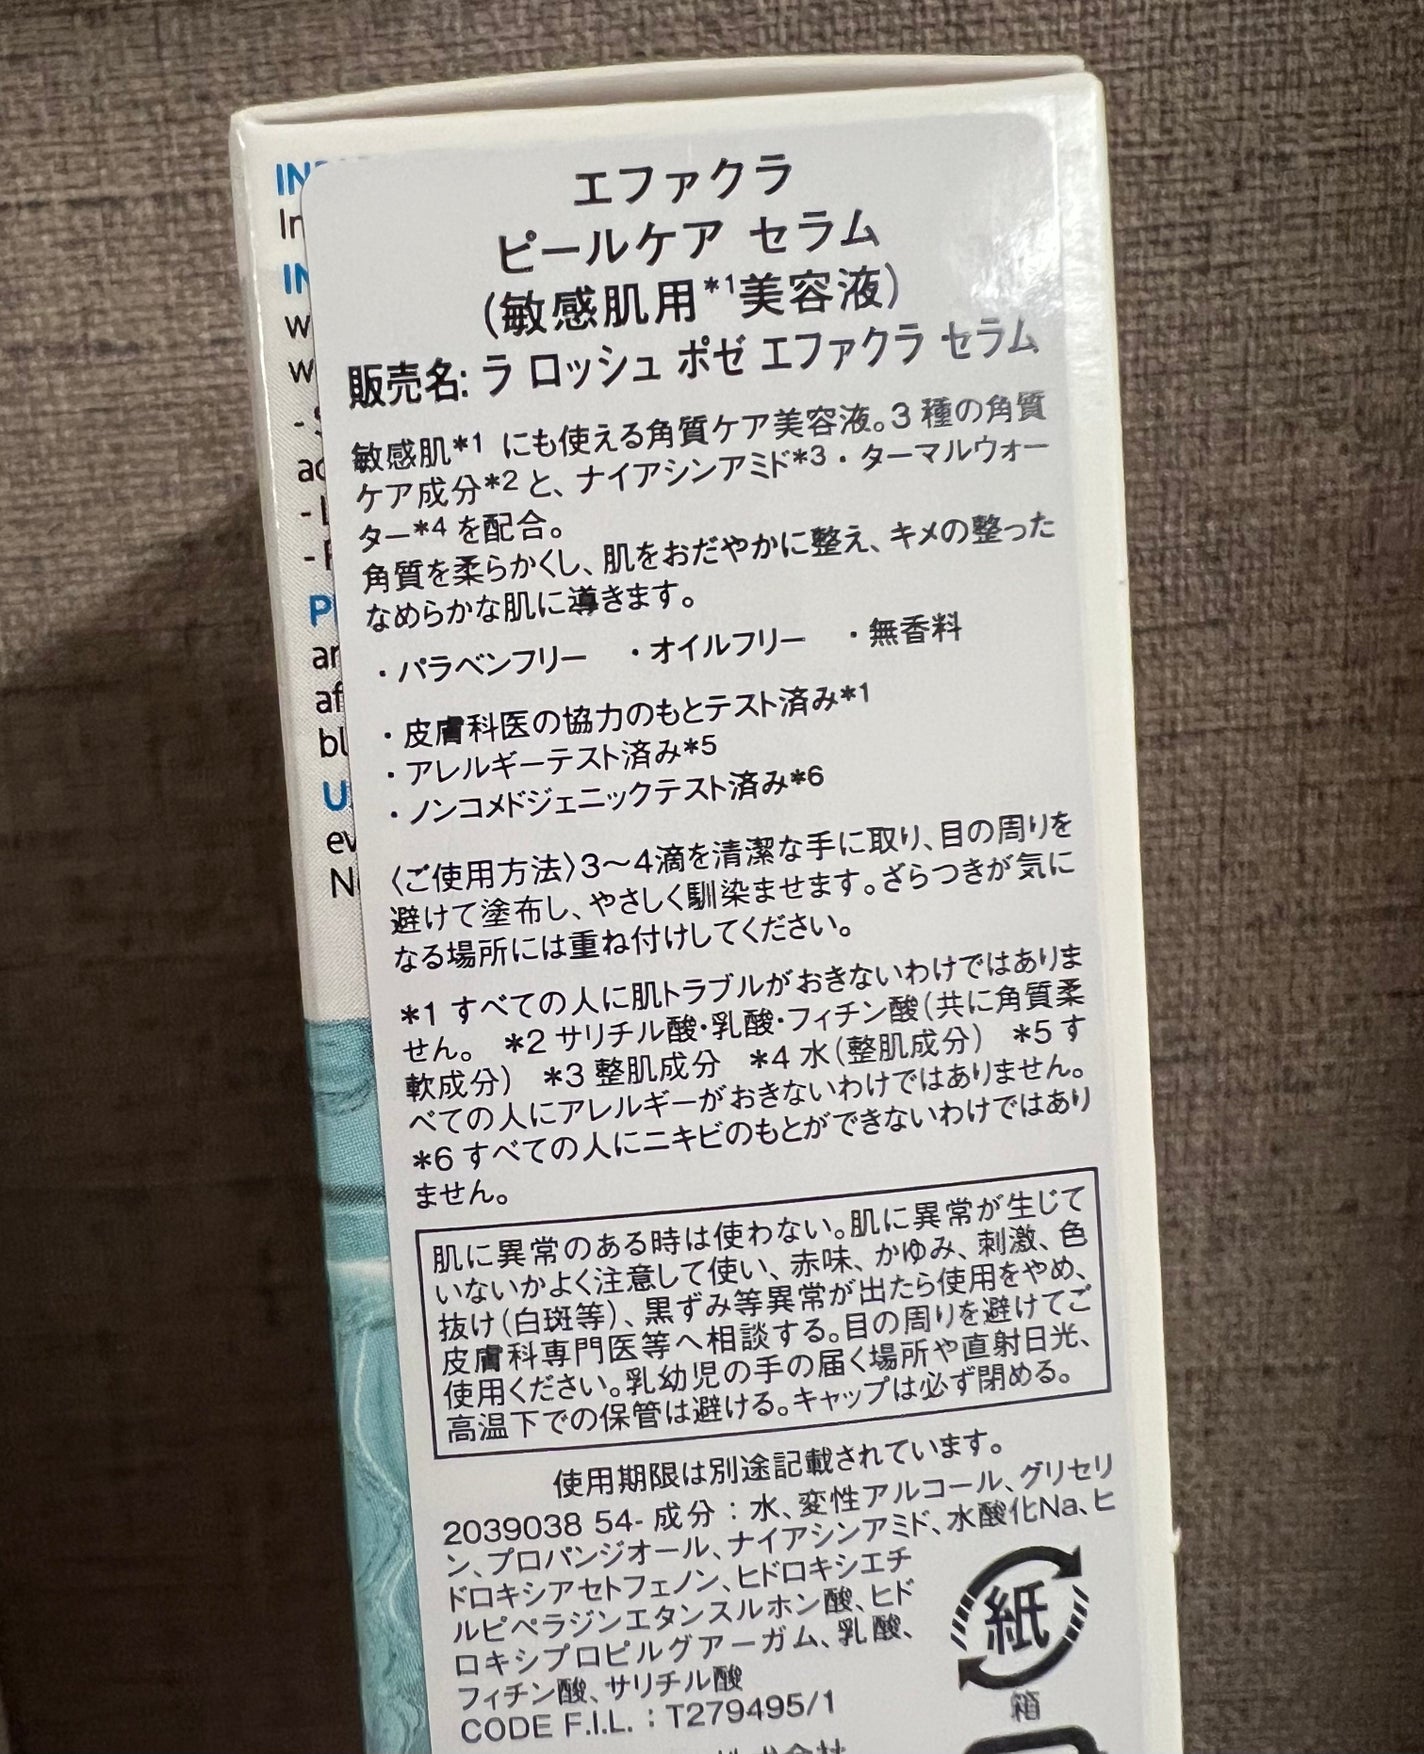 エファクラ
ピールケア セラム
(敏感肌用*1美容液)
販売名: ラ ロッシュ ポゼ エファクラ セラム
敏感肌*1 にも使える角質ケア美容液。3 種の角質
ケア成分*2 と、ナイアシンアミド*3・ターマルウォー
ター*4 を配合。
角質を柔らかくし、肌をおだやかに整え、キメの整った
なめらかな肌に導きます。
・パラベンフリー ・オイルフリー ・無香料
・皮膚科医の協力のもとテスト済み*1
・アレルギーテスト済み*5
・ノンコメドジェニックテスト済み*6
〈ご使用方法〉3〜4滴を清潔な手に取り、目の周りを
避けて塗布し、やさしく馴染ませます。ざらつきが気に
なる場所には重ね付けしてください。
*1 すべての人に肌トラブルがおきないわけではありま
せん。 *2 サリチル酸・乳酸・フィチン酸(共に角質柔
軟成分) *3 整肌成分 *4 水(整肌成分) *5 す
べての人にアレルギーがおきないわけではありません。
*6 すべての人にニキビのもとができないわけではあり
ません。
肌に異常のある時は使わない。肌に異常が生じて
いないかよく注意して使い、赤味、かゆみ、刺激、色
抜け(白斑等)、黒ずみ等異常が出たら使用をやめ、
皮膚科専門医等へ相談する。目の周りを避けてご
使用ください。乳幼児の手の届く場所や直射日光、
高温下での保管は避ける。キャップは必ず閉める。
使用期限は別途記載されています。
2039038 54- 成分：水、変性アルコール、グリセリ
ン、プロパンジオール、ナイアシンアミド、水酸化Na、ヒ
ドロキシアセトフェノン、ヒドロキシエチ
ルピペラジンエタンスルホン酸、ヒド
ロキシプロピルグアーガム、乳酸、
フィチン酸、サリチル酸
CODE F.I.L.：T279495/1
紙
箱